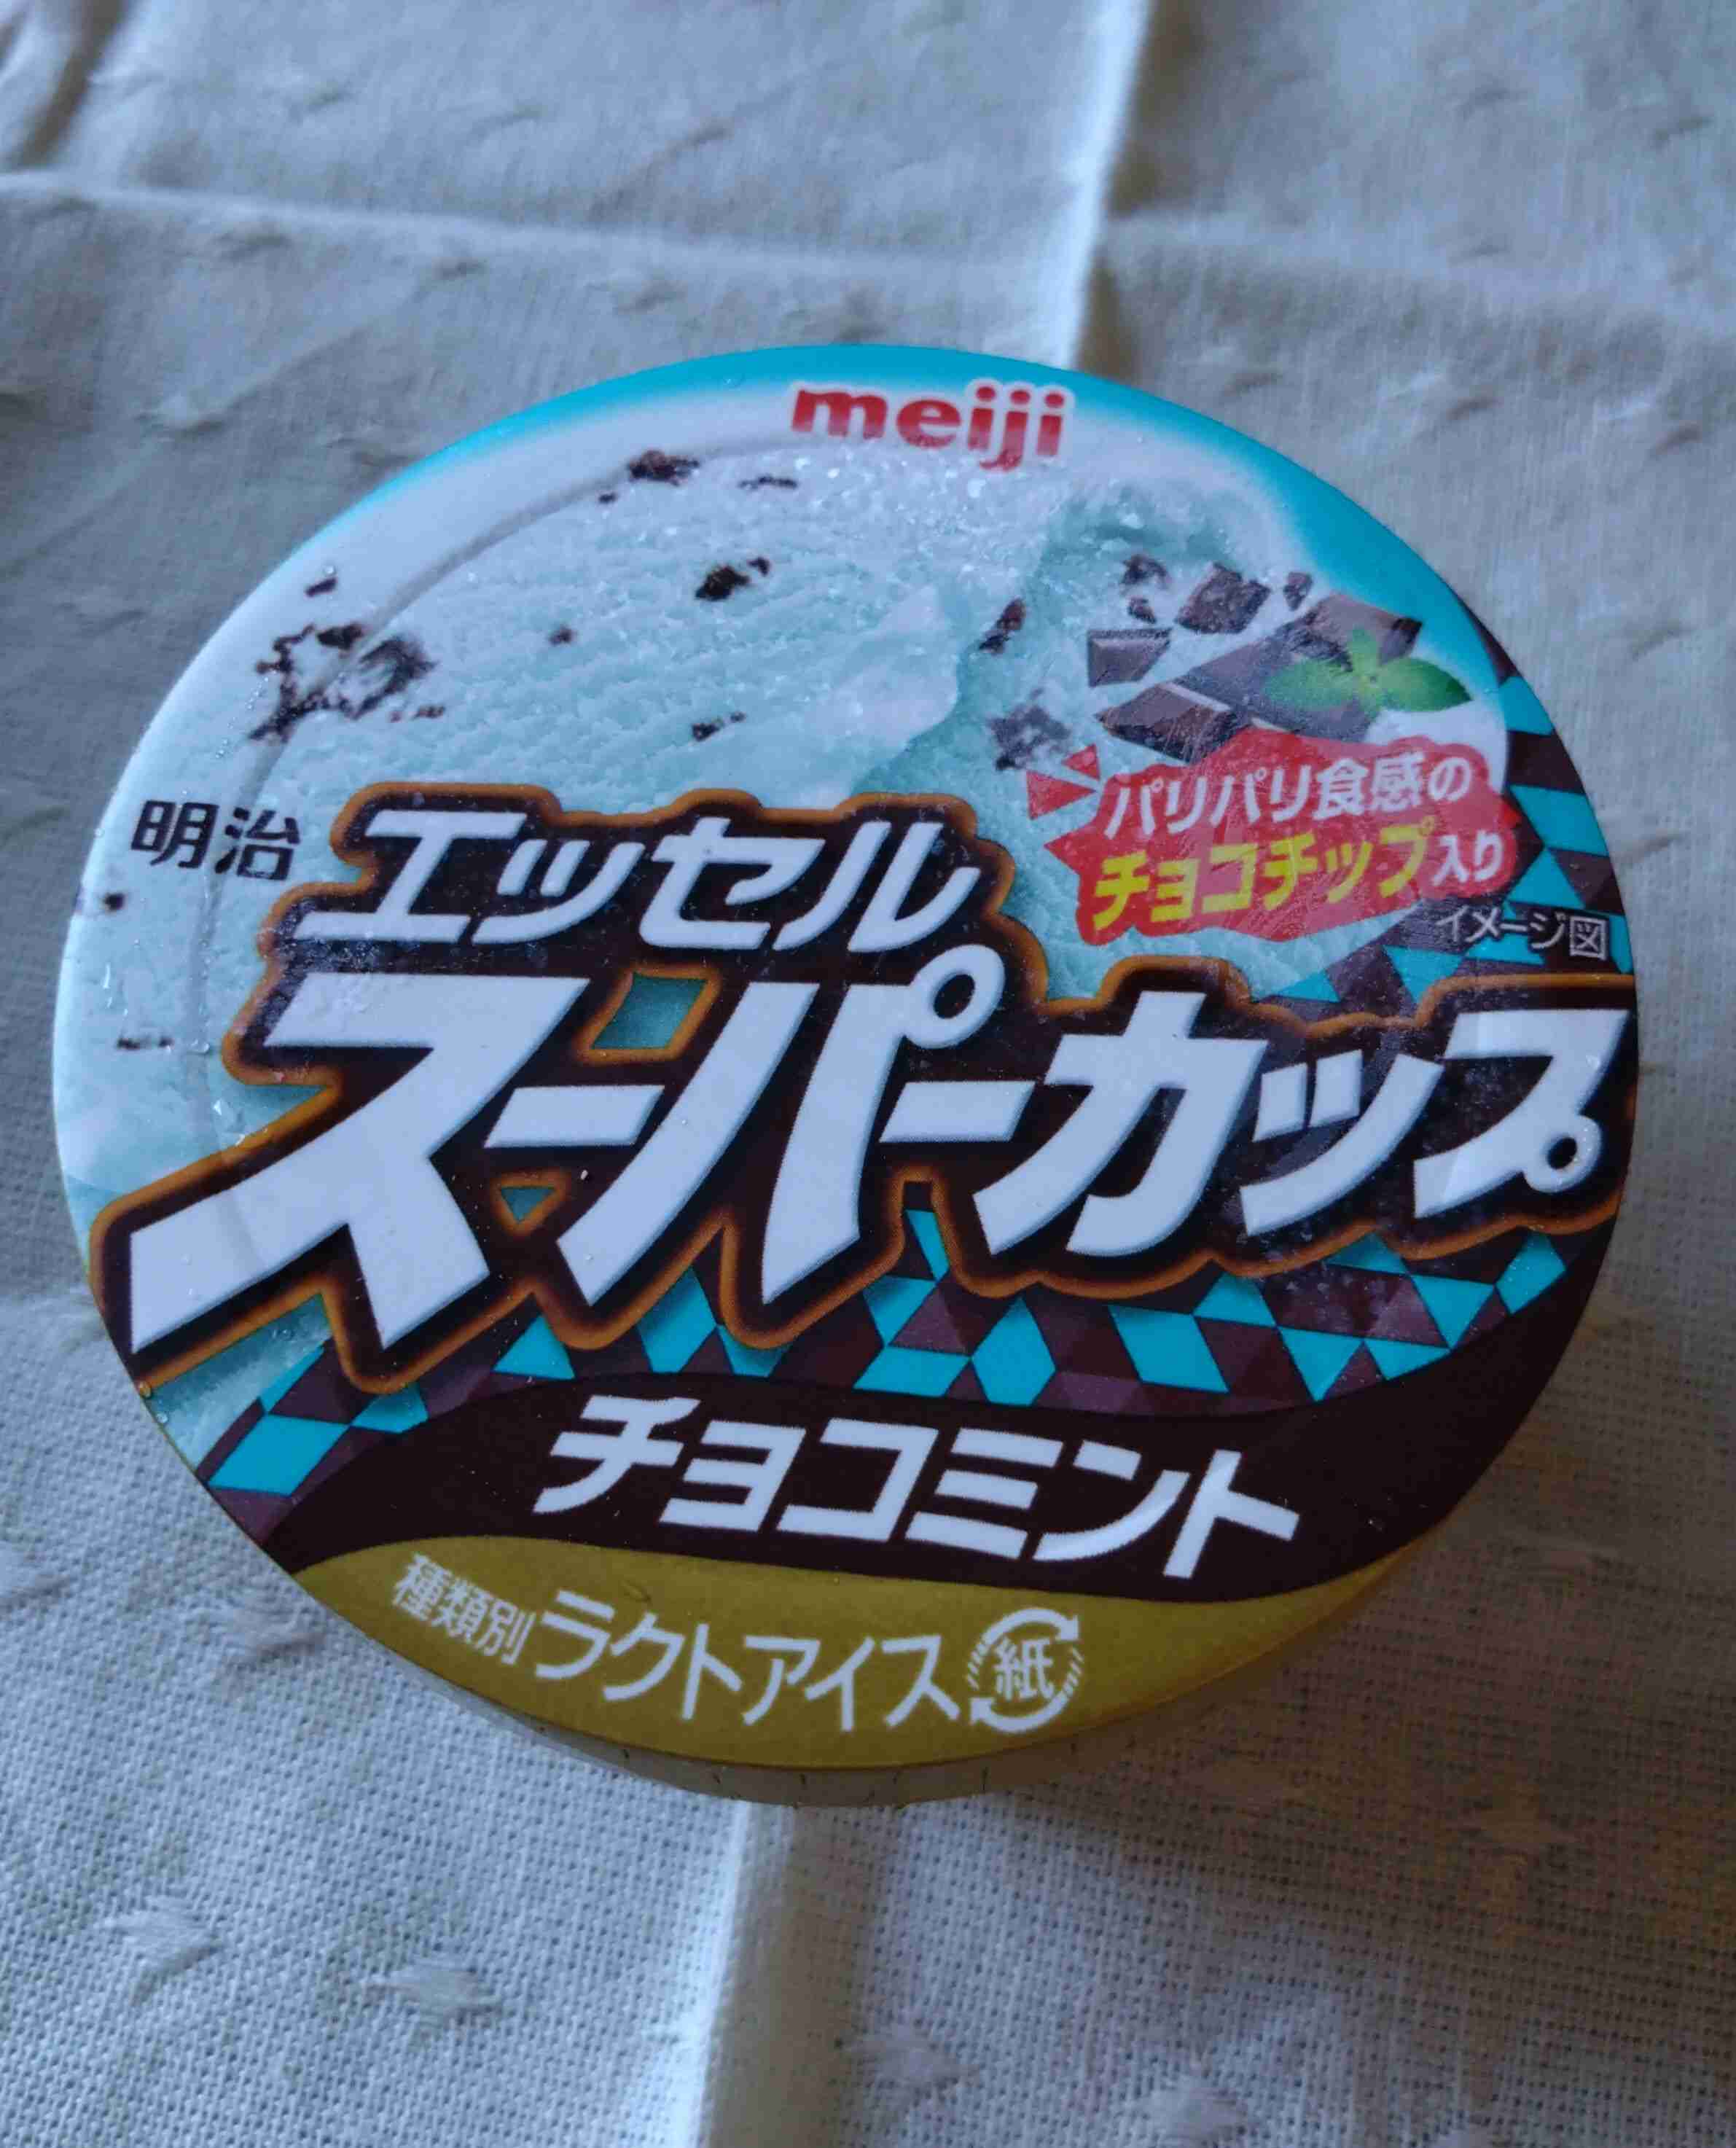 meiji
パリパリ食感の
チョコチップ入り
イメージ図
明治
エッセル
スーパーカップ
チョコミント
種類別 ラクトアイス 紙